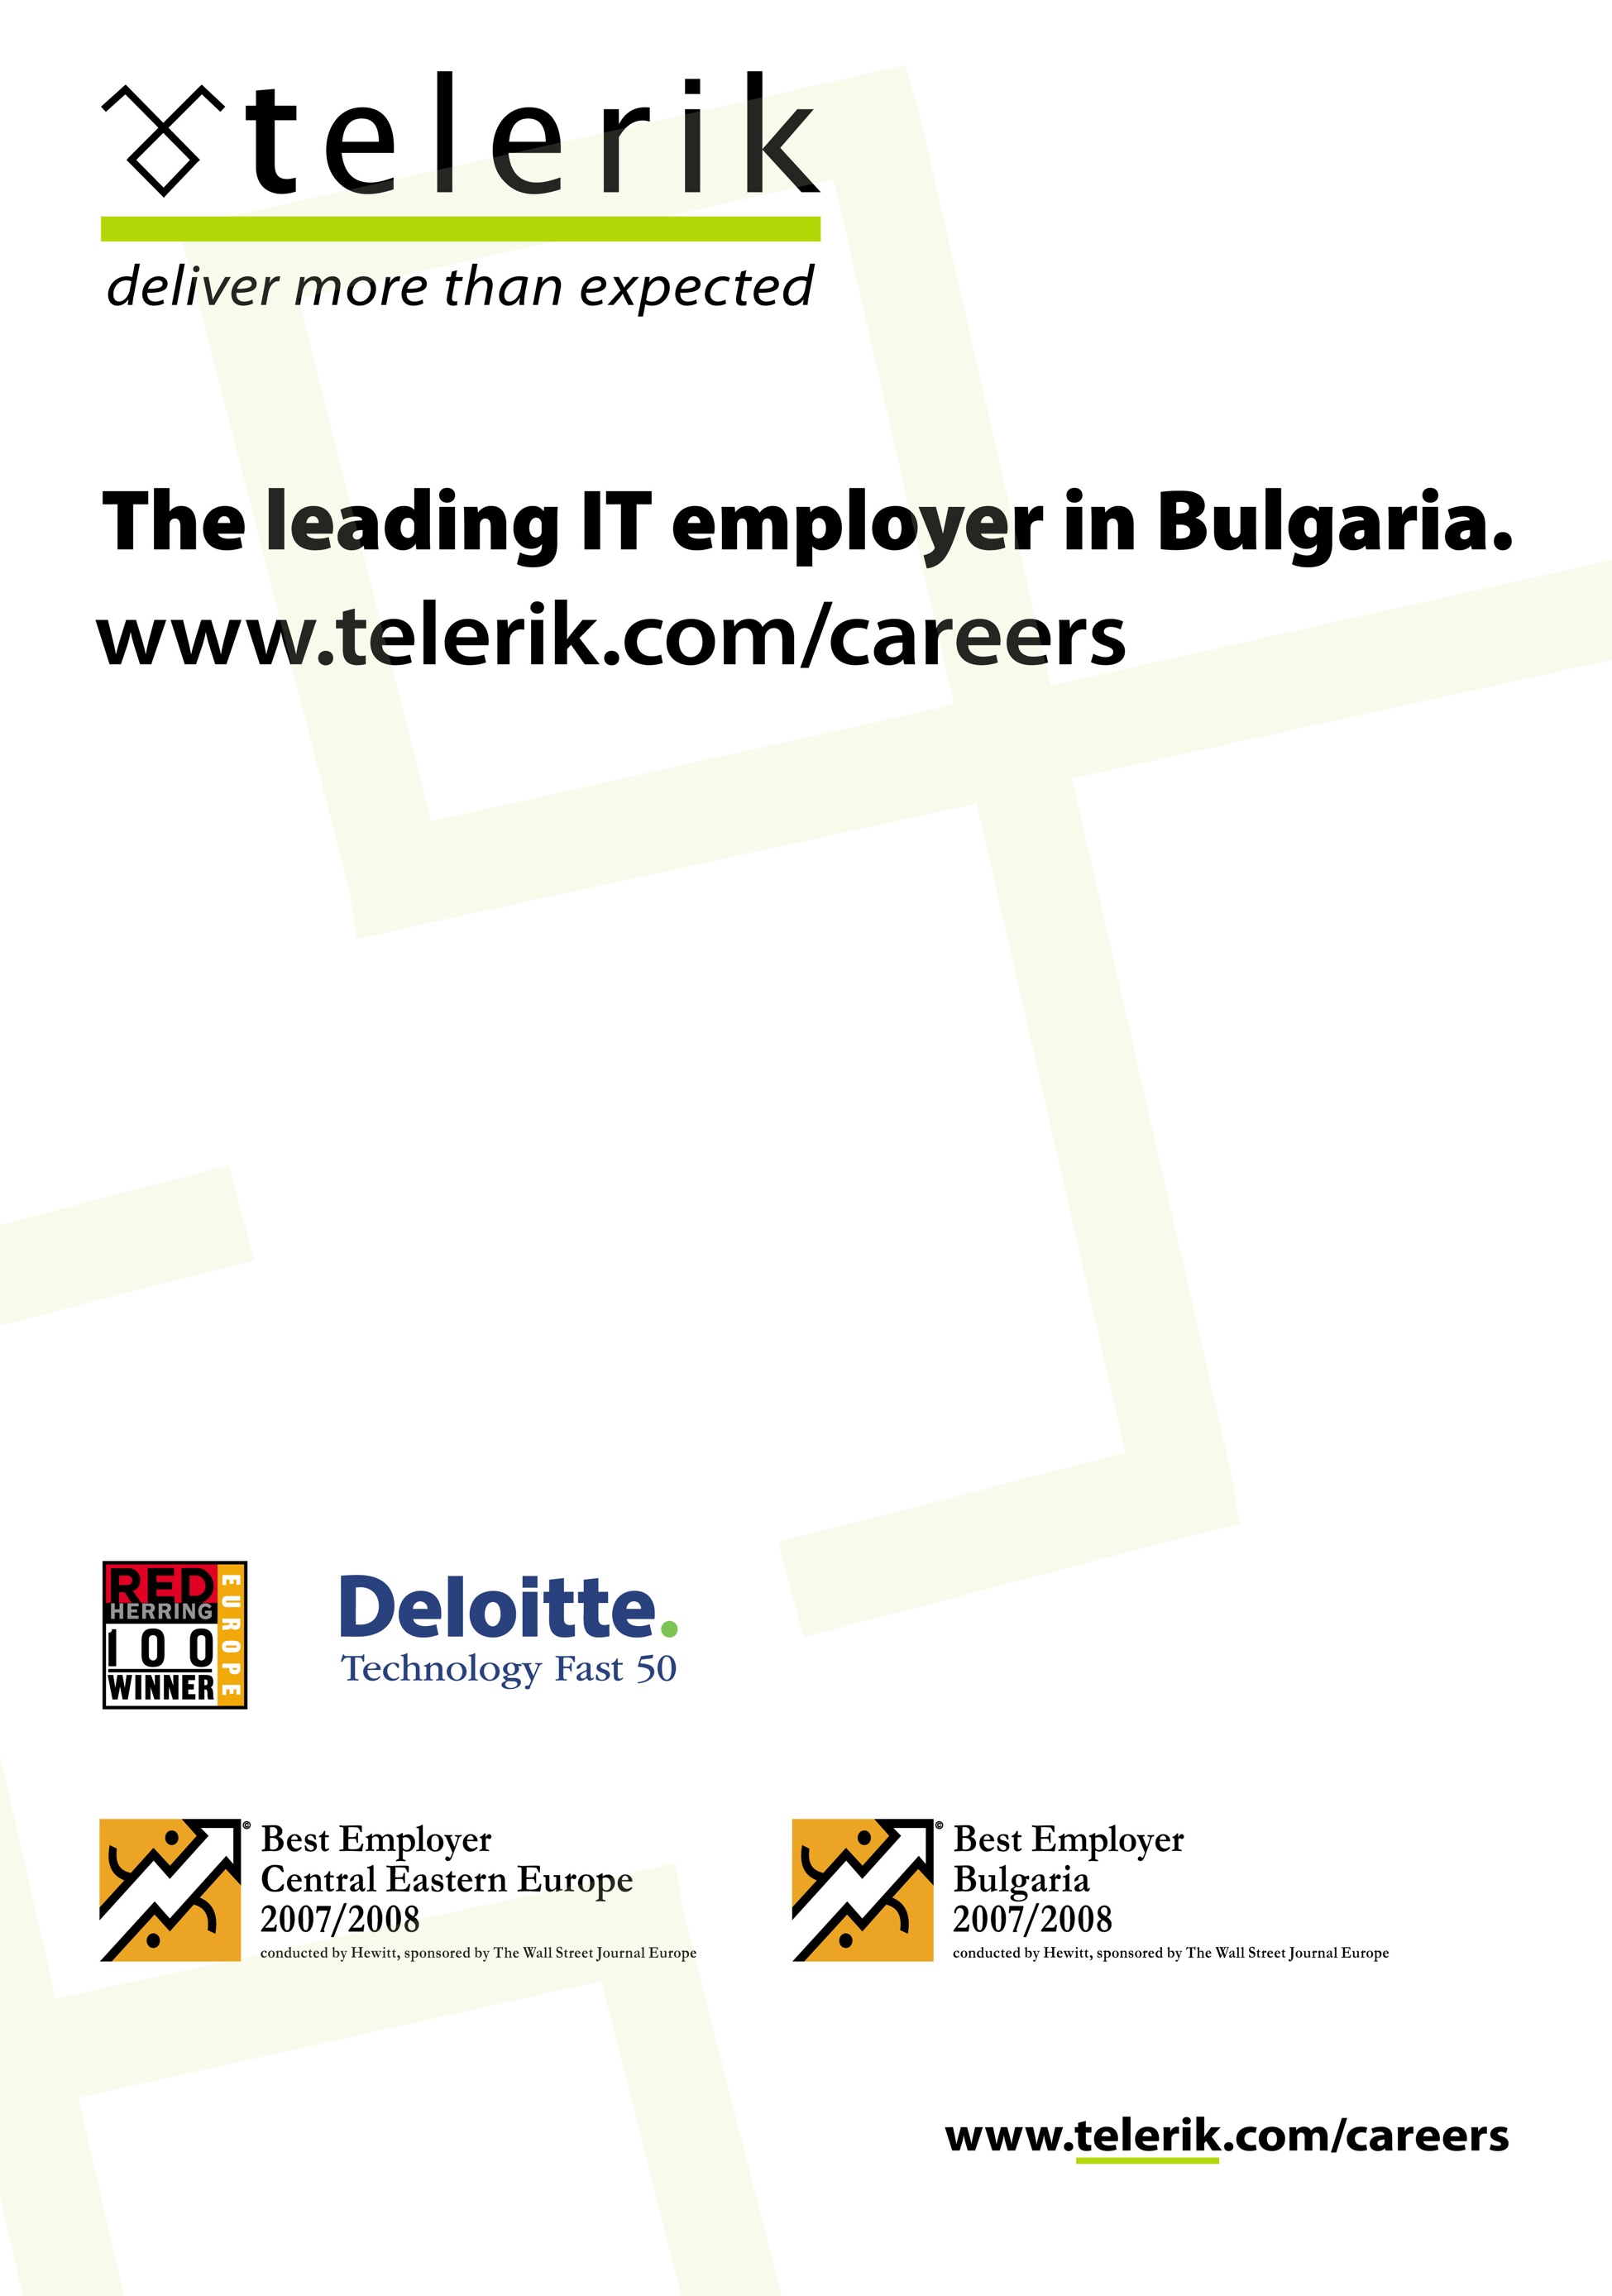 telerik
deliver more than expected
The leading IT employer in Bulgaria.
www.telerik.com/careers
RED
HERRING
100
WINNER
EUROPE
Deloitte.
Technology Fast 50
©
Best Employer
Central Eastern Europe
2007/2008
conducted by Hewitt, sponsored by The Wall Street Journal Europe
©
Best Employer
Bulgaria
2007/2008
conducted by Hewitt, sponsored by The Wall Street Journal Europe
www.telerik.com/careers